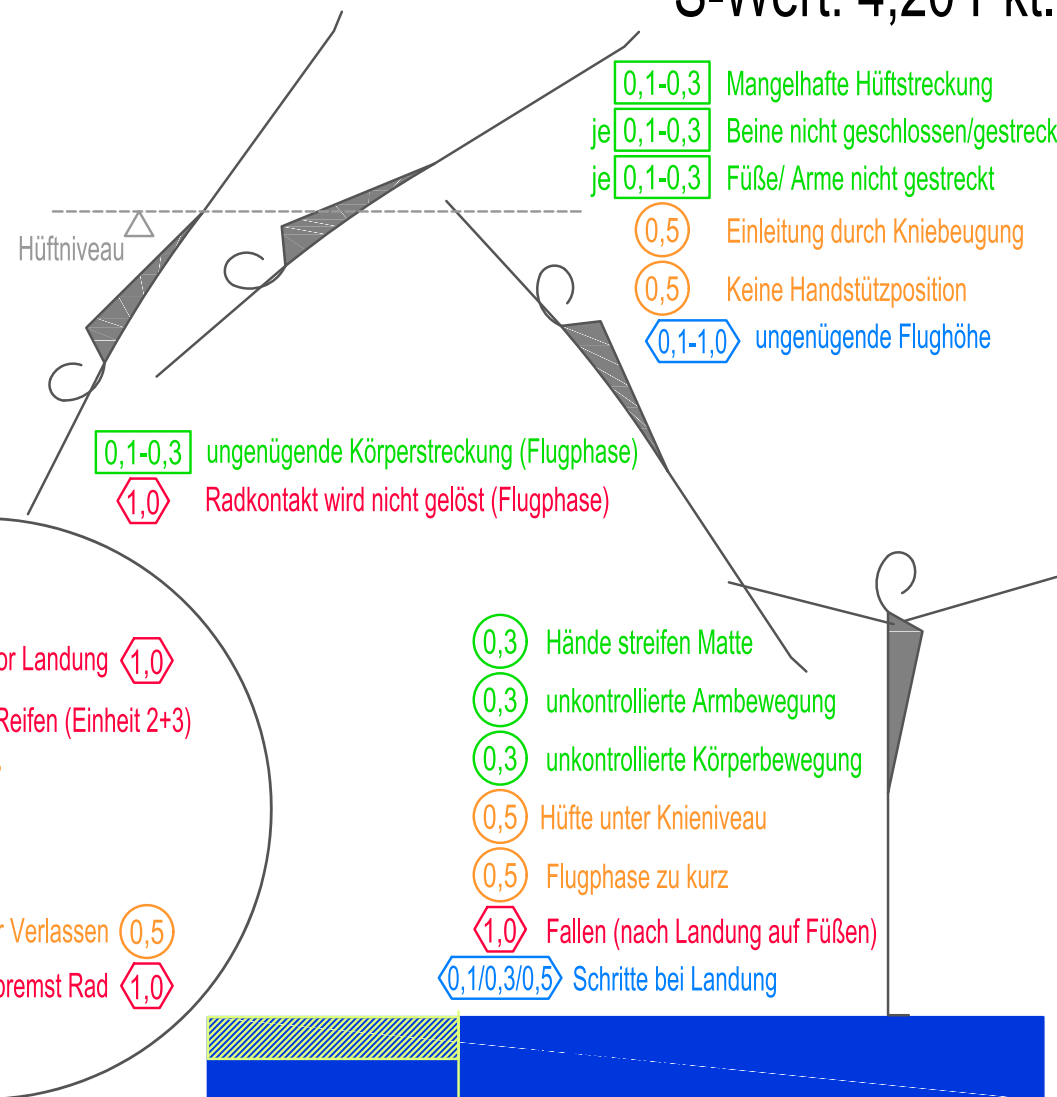 S-Wert: 4,20 Pkt.
0,1-0,3 Mangelhafte Hüftstreckung
je 0,1-0,3 Beine nicht geschlossen/gestreck
je 0,1-0,3 Füße/ Arme nicht gestreckt
0,5 Einleitung durch Kniebeugung
0,5 Keine Handstützposition
0,1-1,0 ungenügende Flughöhe
Hüftniveau
0,1-0,3 ungenügende Körperstreckung (Flugphase)
1,0 Radkontakt wird nicht gelöst (Flugphase)
or Landung 1,0
Reifen (Einheit 2+3)
r Verlassen 0,5
bremst Rad 1,0
0,3 Hände streifen Matte
0,3 unkontrollierte Armbewegung
0,3 unkontrollierte Körperbewegung
0,5 Hüfte unter Knieniveau
0,5 Flugphase zu kurz
1,0 Fallen (nach Landung auf Füßen)
0,1/0,3/0,5 Schritte bei Landung